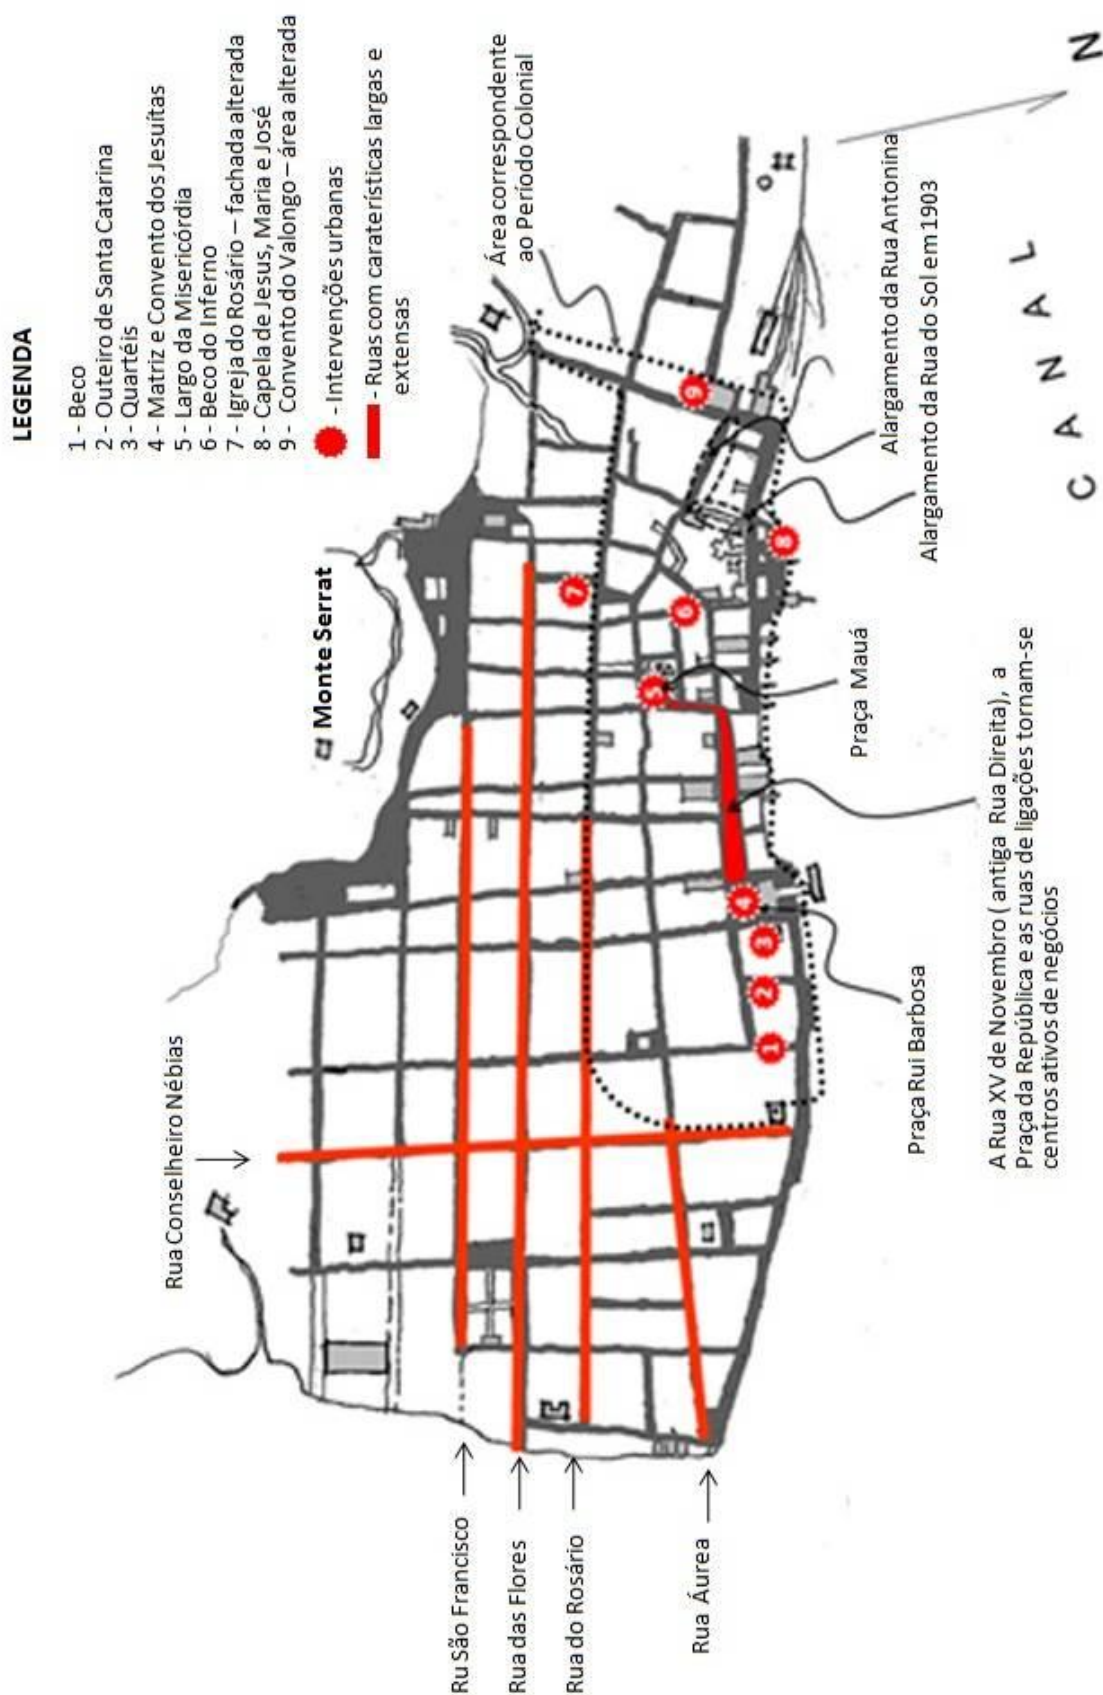 LEGENDA
1 - Beco
2 - Outeiro de Santa Catarina
3 - Quartéis
4 - Matriz e Convento dos Jesuítas
5 - Largo da Misericórdia
6 - Beco do Inferno
7 - Igreja do Rosário – fachada alterada
8 - Capela de Jesus, Maria e José
9 - Convento do Valongo – área alterada
- Intervenções urbanas
- Ruas com caraterísticas largas e
extensas
Rua Conselheiro Nébias
Monte Serrat
Área correspondente
ao Período Colonial
Ru São Francisco
Rua das Flores
Rua do Rosário
Rua Áurea
1
2
3
4
5
6
7
8
9
Praça Rui Barbosa
Praça Mauá
Alargamento da Rua Antonina
Alargamento da Rua do Sol em 1903
A Rua XV de Novembro ( antiga Rua Direita), a
Praça da República e as ruas de ligações tornam-se
centros ativos de negócios
CANAL
N